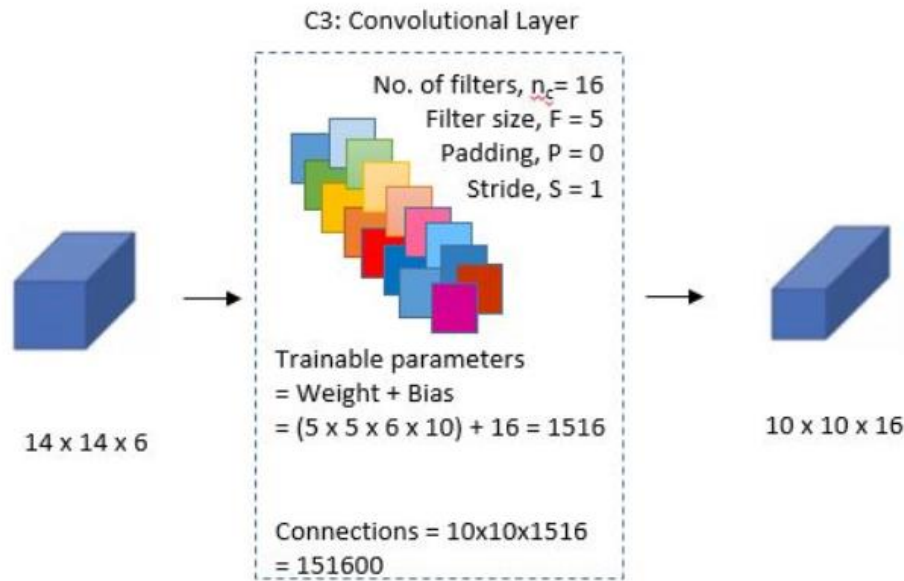 C3: Convolutional Layer
No. of filters, nc= 16
Filter size, F = 5
Padding, P = 0
Stride, S = 1
Trainable parameters
= Weight + Bias
= (5 x 5 x 6 x 10) + 16 = 1516
14 x 14 x 6
10 x 10 x 16
Connections = 10x10x1516
= 151600